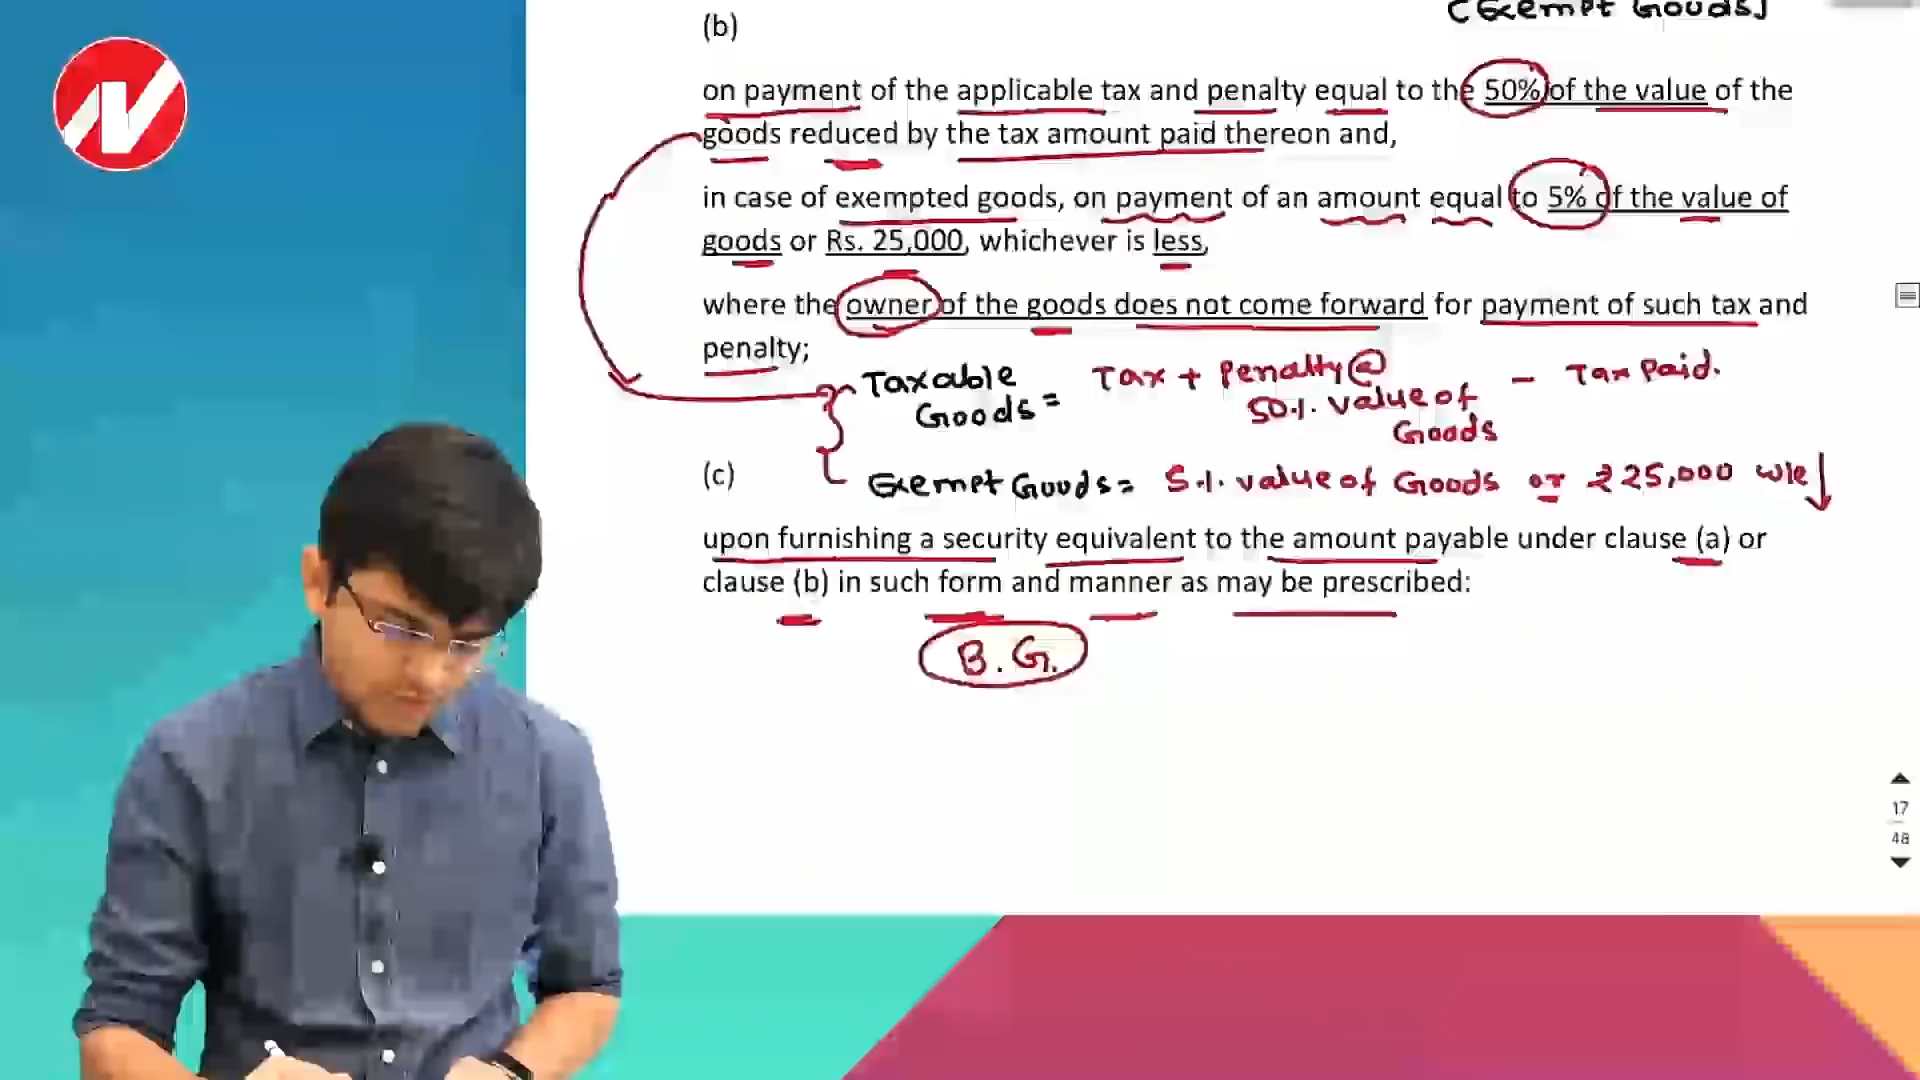 (Exempt Goods)
(b)
on payment of the applicable tax and penalty equal to the 50% of the value of the
goods reduced by the tax amount paid thereon and,
in case of exempted goods, on payment of an amount equal to 5% of the value of
goods or Rs. 25,000, whichever is less,
where the owner of the goods does not come forward for payment of such tax and
penalty;
Taxable Goods = Tax + Penalty @ 50% value of Goods - Tax Paid.
(c)
Exempt Goods = 5% value of Goods or ₹25,000 w/e ↓
upon furnishing a security equivalent to the amount payable under clause (a) or
clause (b) in such form and manner as may be prescribed:
B.G.
17
48